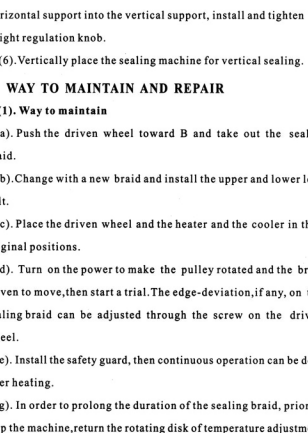 rizontal support into the vertical support, install and tighten
ight regulation knob.
(6).Vertically place the sealing machine for vertical sealing.
WAY TO MAINTAIN AND REPAIR
(1). Way to maintain
a). Push the driven wheel toward B and take out the seal
aid.
b).Change with a new braid and install the upper and lower l
lt.
c). Place the driven wheel and the heater and the cooler in th
ginal positions.
d). Turn on the power to make the pulley rotated and the br
ven to move,then start a trial.The edge-deviation,if any, on
ling braid can be adjusted through the screw on the driv
eel.
e). Install the safety guard, then continuous operation can be d
er heating.
g). In order to prolong the duration of the sealing braid, prior
p the machine,return the rotating disk of temperature adjustm